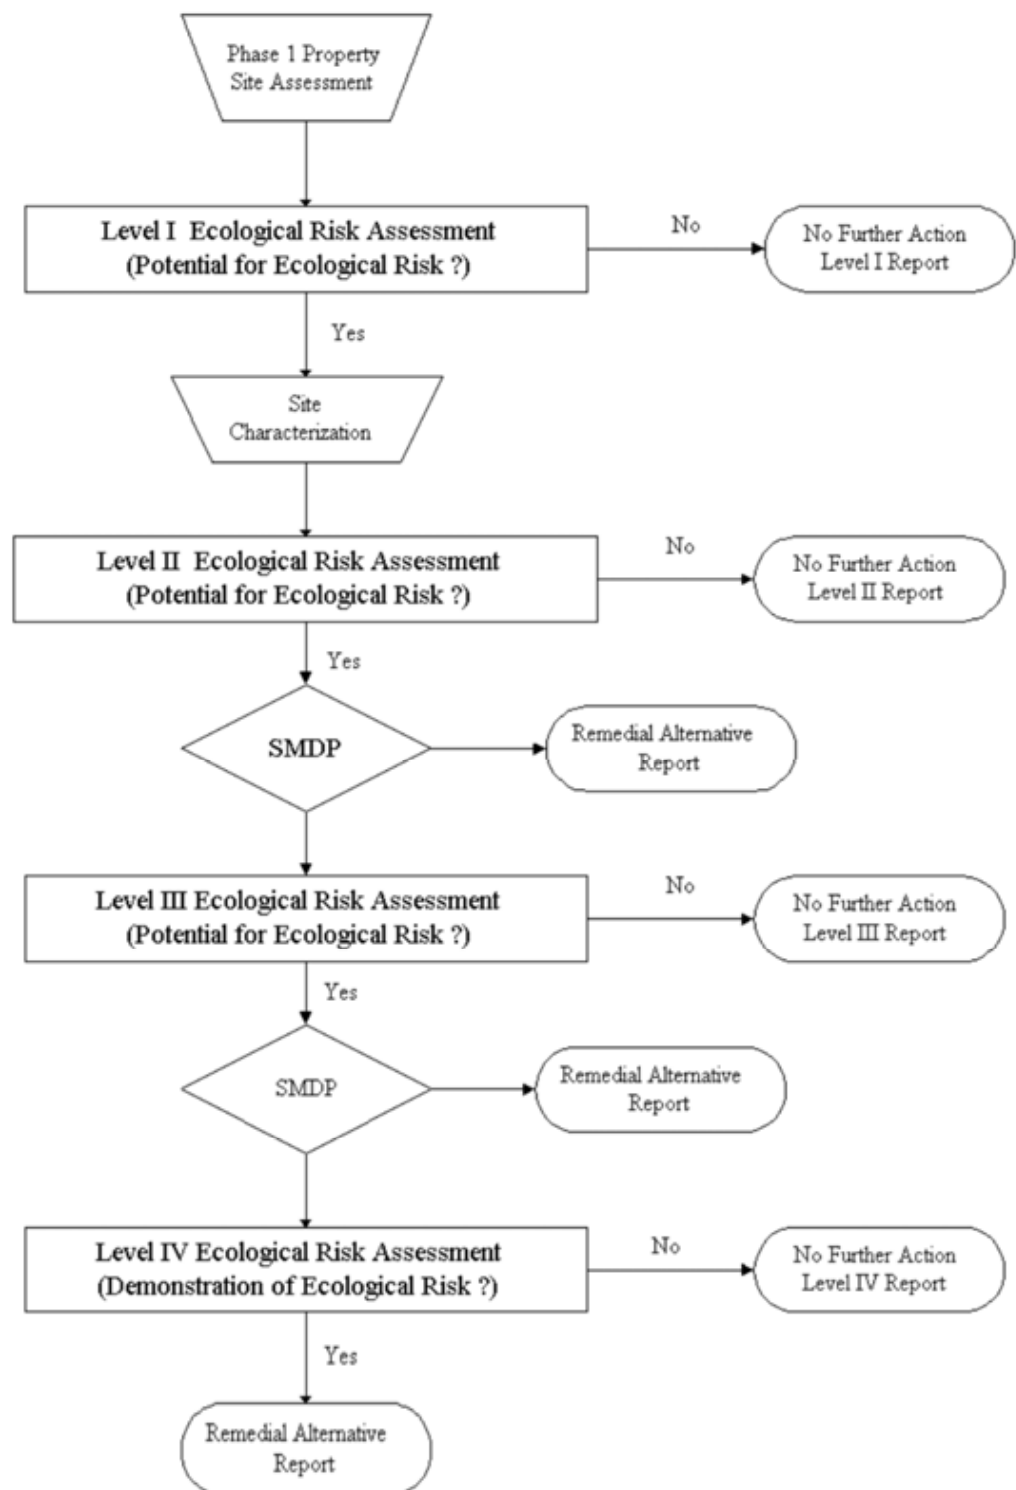 Phase 1 Property
Site Assessment
Level I Ecological Risk Assessment
(Potential for Ecological Risk ?)
No
No Further Action
Level I Report
Yes
Site
Characterization
Level II Ecological Risk Assessment
(Potential for Ecological Risk ?)
No
No Further Action
Level II Report
Yes
SMDP
Remedial Alternative
Report
Level III Ecological Risk Assessment
(Potential for Ecological Risk ?)
No
No Further Action
Level III Report
Yes
SMDP
Remedial Alternative
Report
Level IV Ecological Risk Assessment
(Demonstration of Ecological Risk ?)
No
No Further Action
Level IV Report
Yes
Remedial Alternative
Report